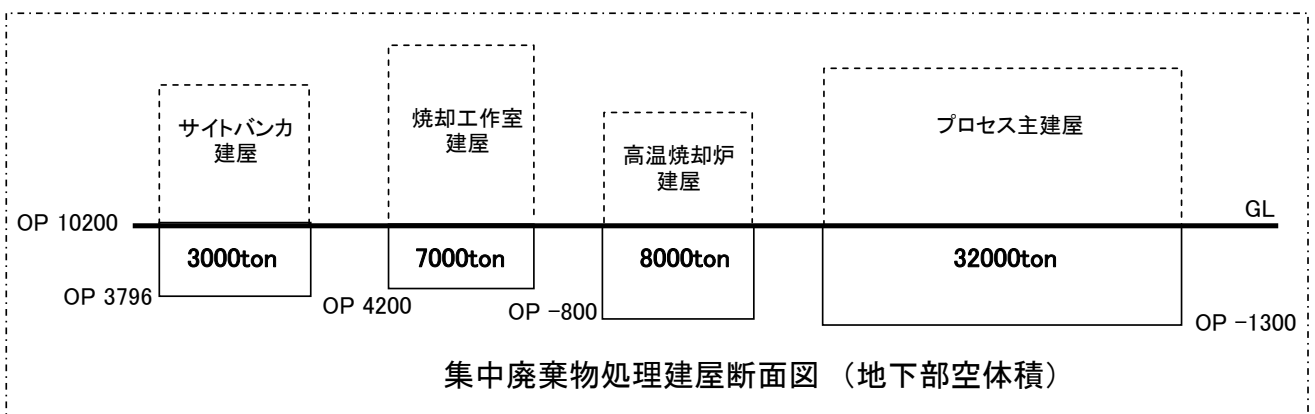 サイトバンカ
建屋
焼却工作室
建屋
高温焼却炉
建屋
プロセス主建屋
OP 10200
GL
3000ton
7000ton
8000ton
32000ton
OP 3796
OP 4200
OP -800
OP -1300
集中廃棄物処理建屋断面図 （地下部空体積）